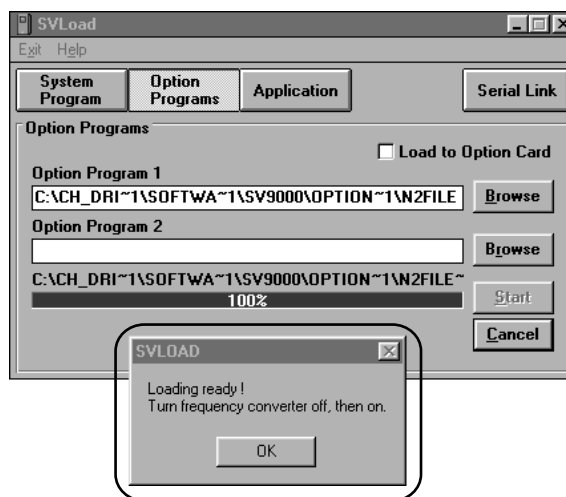 SVLoad
Exit Help
System Program
Option Programs
Application
Serial Link
Option Programs
Load to Option Card
Option Program 1
C:\CH_DRI~1\SOFTWA~1\SV9000\OPTION~1\N2FILE
Browse
Option Program 2
Browse
C:\CH_DRI~1\SOFTWA~1\SV9000\OPTION~1\N2FILE~
100%
Start
Cancel
SVLOAD
Loading ready !
Turn frequency converter off, then on.
OK